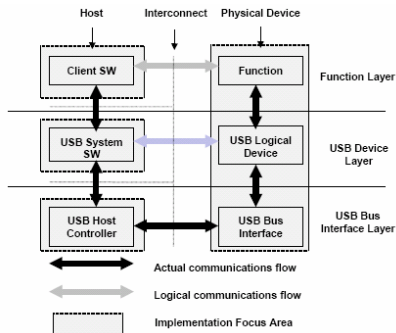 Host
Interconnect
Physical Device
Client SW
Function
Function Layer
USB System
SW
USB Logical
Device
USB Device
Layer
USB Host
Controller
USB Bus
Interface
USB Bus
Interface Layer
Actual communications flow
Logical communications flow
Implementation Focus Area